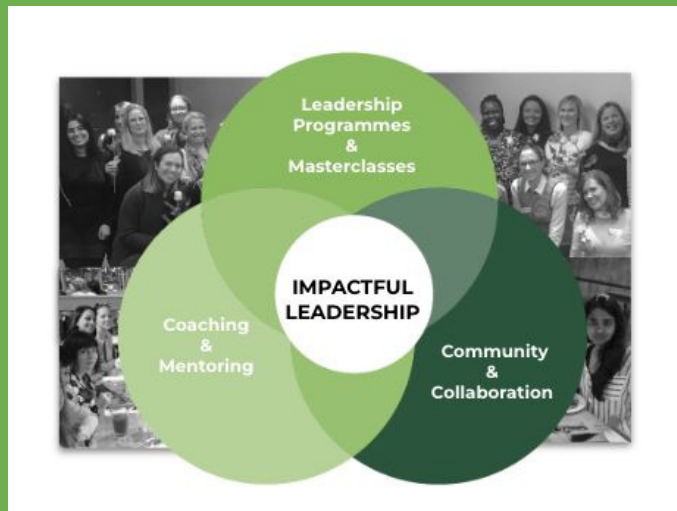 Leadership
Programmes
&
Masterclasses
IMPACTFUL
LEADERSHIP
Coaching
&
Mentoring
Community
&
Collaboration